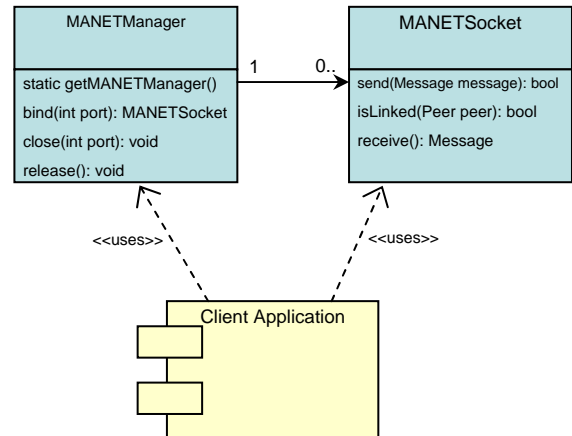 MANETManager
static getMANETManager()
bind(int port): MANETSocket
close(int port): void
release(): void
1
0..
MANETSocket
send(Message message): bool
isLinked(Peer peer): bool
receive(): Message
<<uses>>
<<uses>>
Client Application